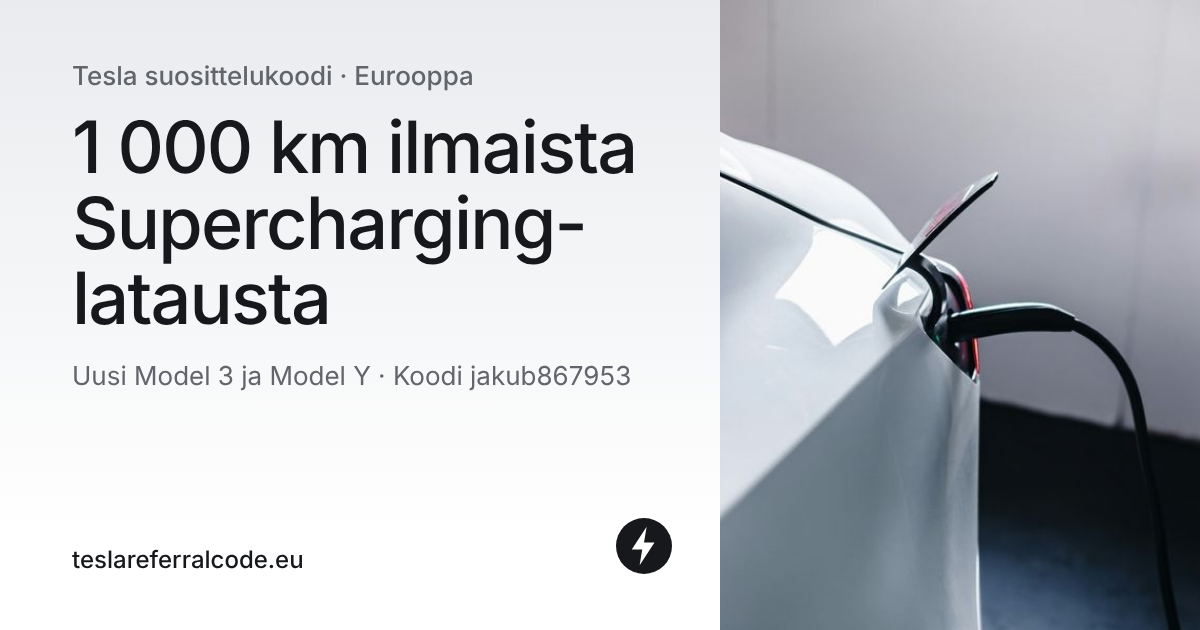 Tesla suosittelukoodi · Eurooppa
1 000 km ilmaista
Supercharging-
latausta
Uusi Model 3 ja Model Y · Koodi jakub867953
teslareferralcode.eu